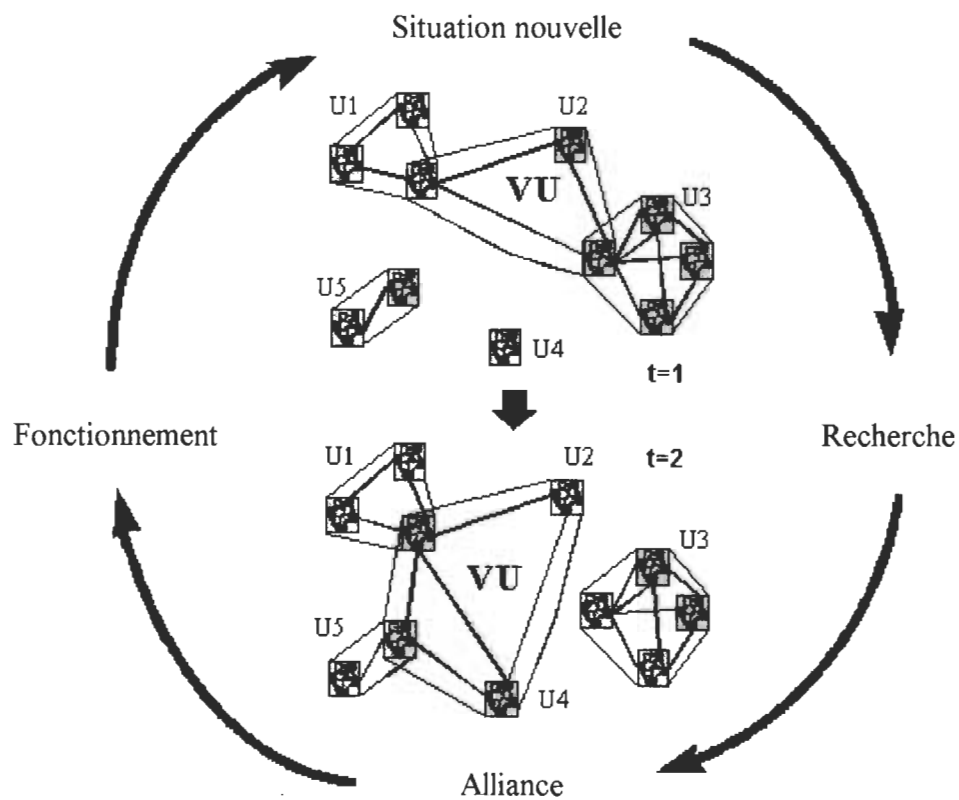 Situation nouvelle
U1
U2
VU
U3
U5
U4
t=1
Fonctionnement
Recherche
U1
U2
t=2
U3
VU
U5
U4
Alliance